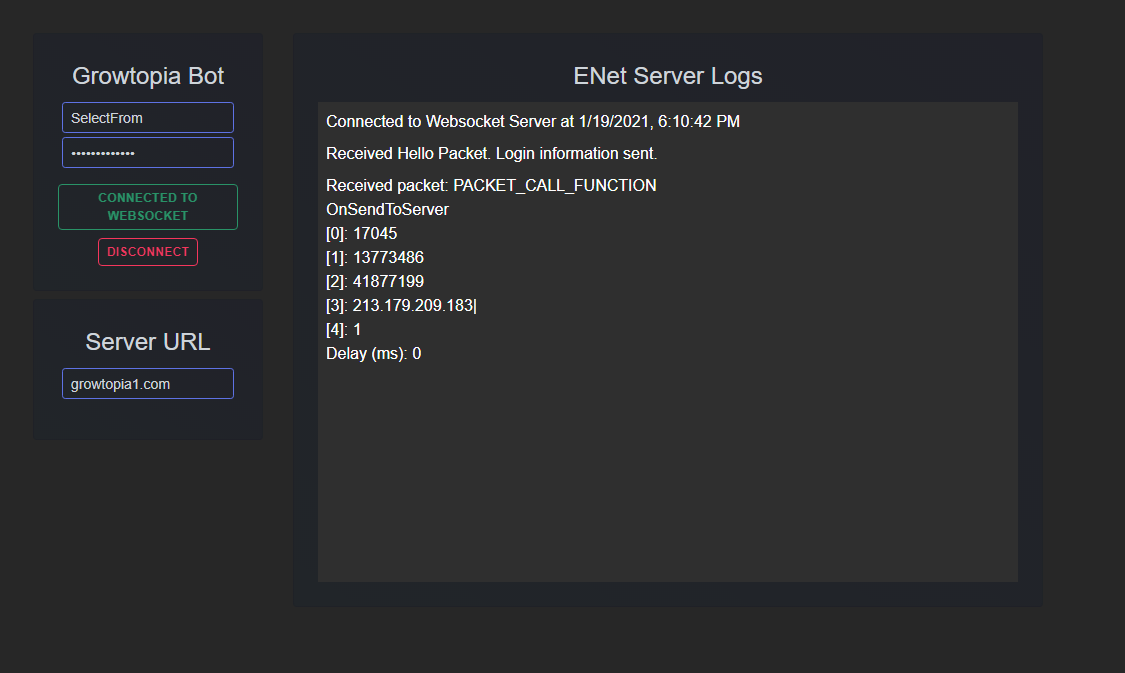 Growtopia Bot
SelectFrom
•••••••••••••
CONNECTED TO
WEBSOCKET
DISCONNECT
Server URL
growtopia1.com
ENet Server Logs
Connected to Websocket Server at 1/19/2021, 6:10:42 PM
Received Hello Packet. Login information sent.
Received packet: PACKET_CALL_FUNCTION
OnSendToServer
[0]: 17045
[1]: 13773486
[2]: 41877199
[3]: 213.179.209.183|
[4]: 1
Delay (ms): 0